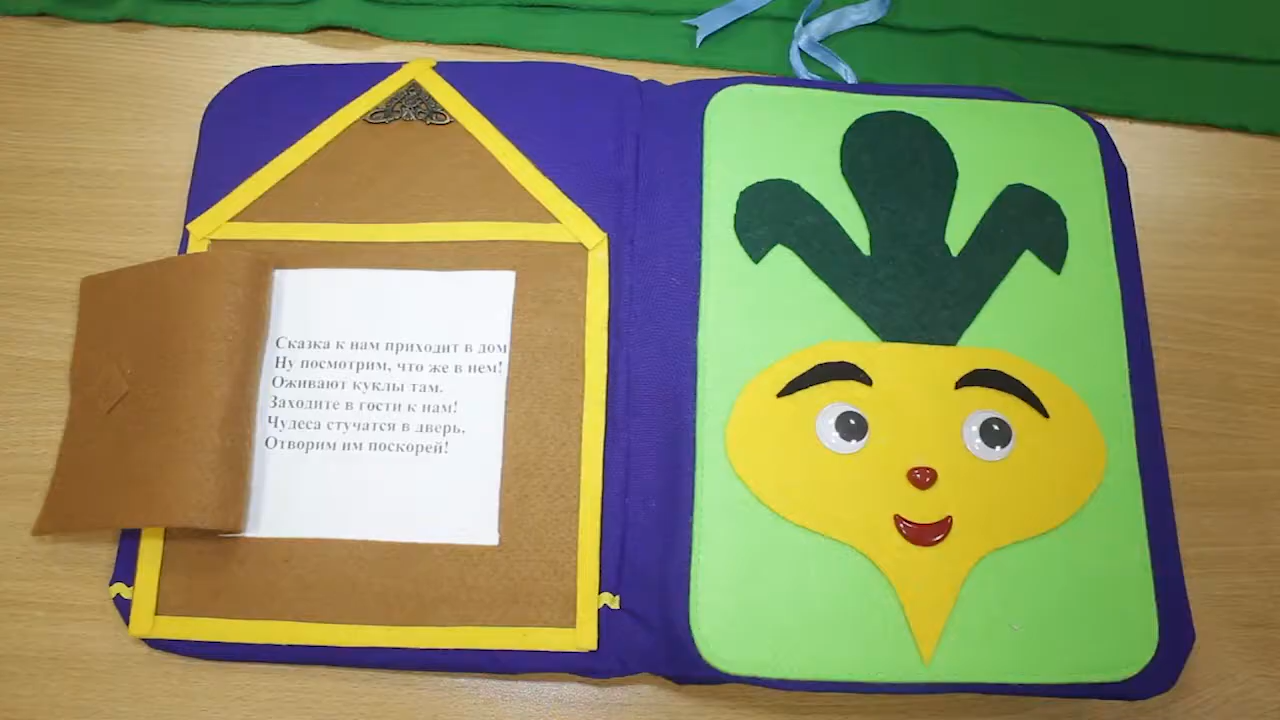 Сказка к нам приходит в дом
Ну посмотрим, что же в нем!
Оживают куклы там.
Заходите в гости к нам!
Чудеса стучатся в дверь,
Отворим им поскорей!